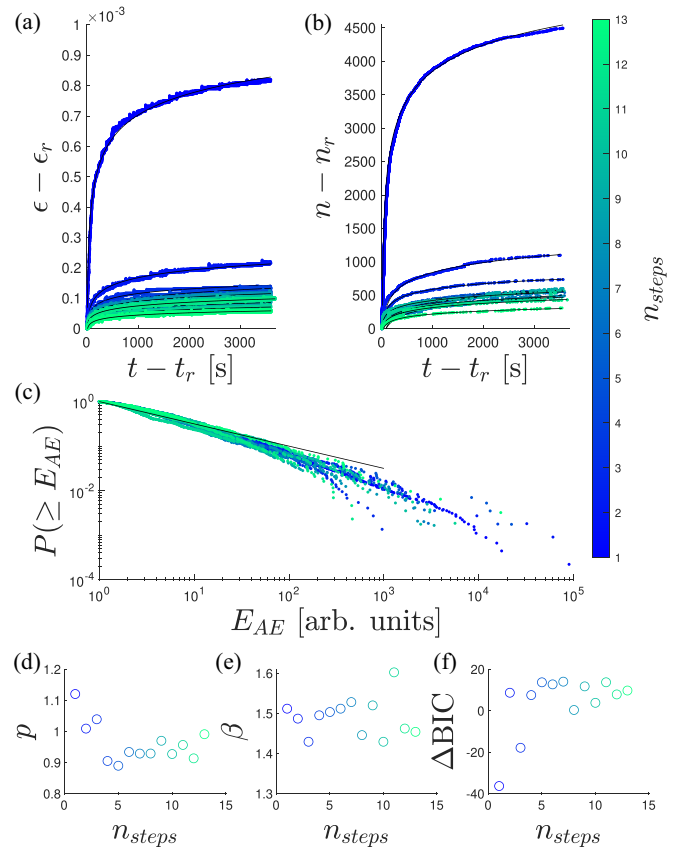 (a)
×10⁻³
1
0.9
0.8
0.7
0.6
0.5
0.4
0.3
0.2
0.1
0
ϵ − ϵᵣ
0 1000 2000 3000
t − tᵣ [s]
(b)
4500
4000
3500
3000
2500
2000
1500
1000
500
0
n − nᵣ
0 1000 2000 3000
t − tᵣ [s]
13
12
11
10
9
8
7
6
5
4
3
2
1
n_steps
(c)
10⁰
10⁻²
10⁻⁴
P(≥ E_AE)
10⁰ 10¹ 10² 10³ 10⁴ 10⁵
E_AE [arb. units]
(d)
1.2
1.1
1
0.9
0.8
p
0 5 10 15
n_steps
(e)
1.6
1.5
1.4
1.3
β
0 5 10 15
n_steps
(f)
20
0
-20
-40
ΔBIC
0 5 10 15
n_steps